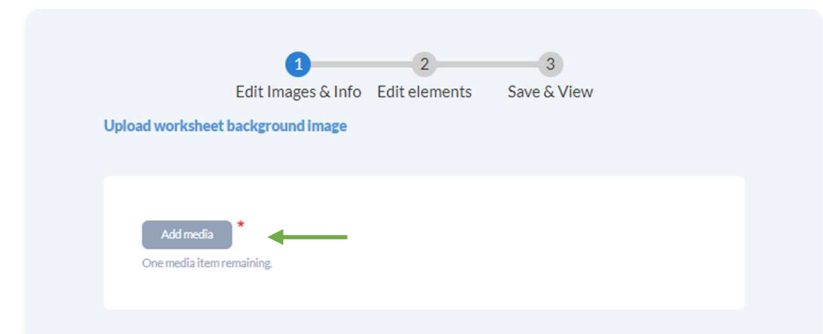 1 2 3
Edit Images & Info Edit elements Save & View
Upload worksheet background image
Add media *
One media item remaining.